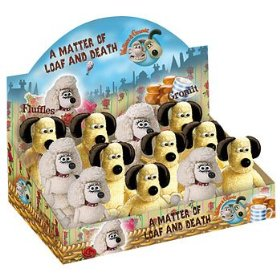 A MATTER OF
LOAF AND DEATH
Fluffles
Gromit
A MATTER OF
LOAF AND DEATH